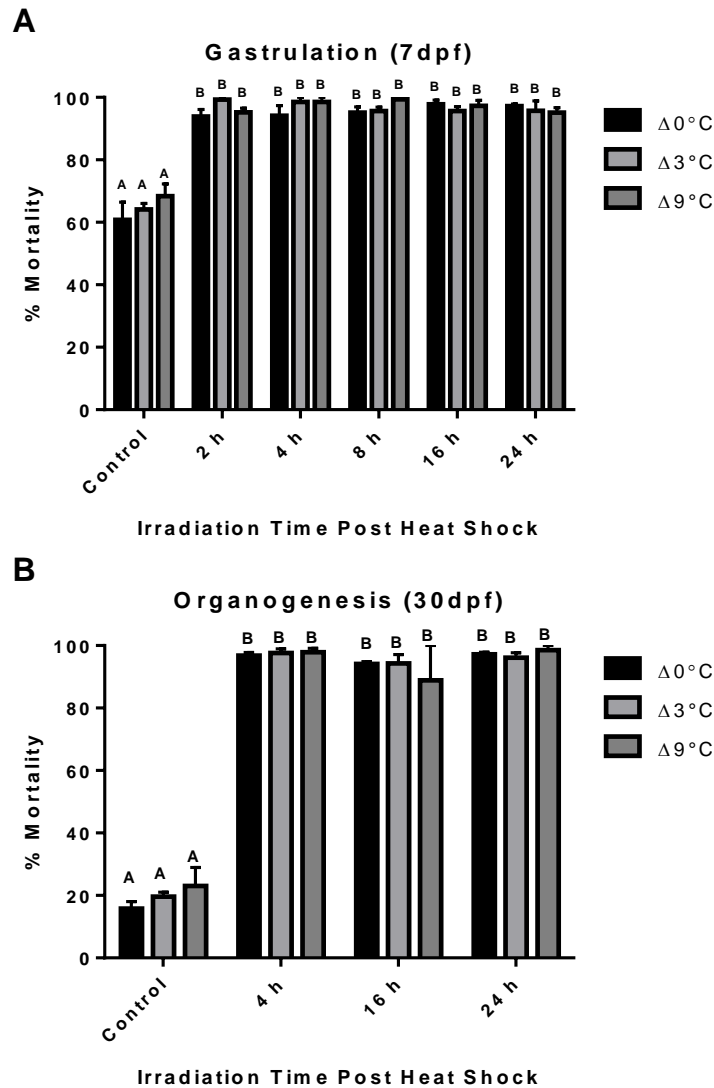 A
Gastrulation (7dpf)
B B B B B B B B B B B B B B B
A A A
100
80
60
40
20
0
% Mortality
Control 2 h 4 h 8 h 16 h 24 h
Irradiation Time Post Heat Shock
Δ0°C
Δ3°C
Δ9°C
B
Organogenesis (30dpf)
B B B B B B B B B
A A A
100
80
60
40
20
0
% Mortality
Control 4 h 16 h 24 h
Irradiation Time Post Heat Shock
Δ0°C
Δ3°C
Δ9°C